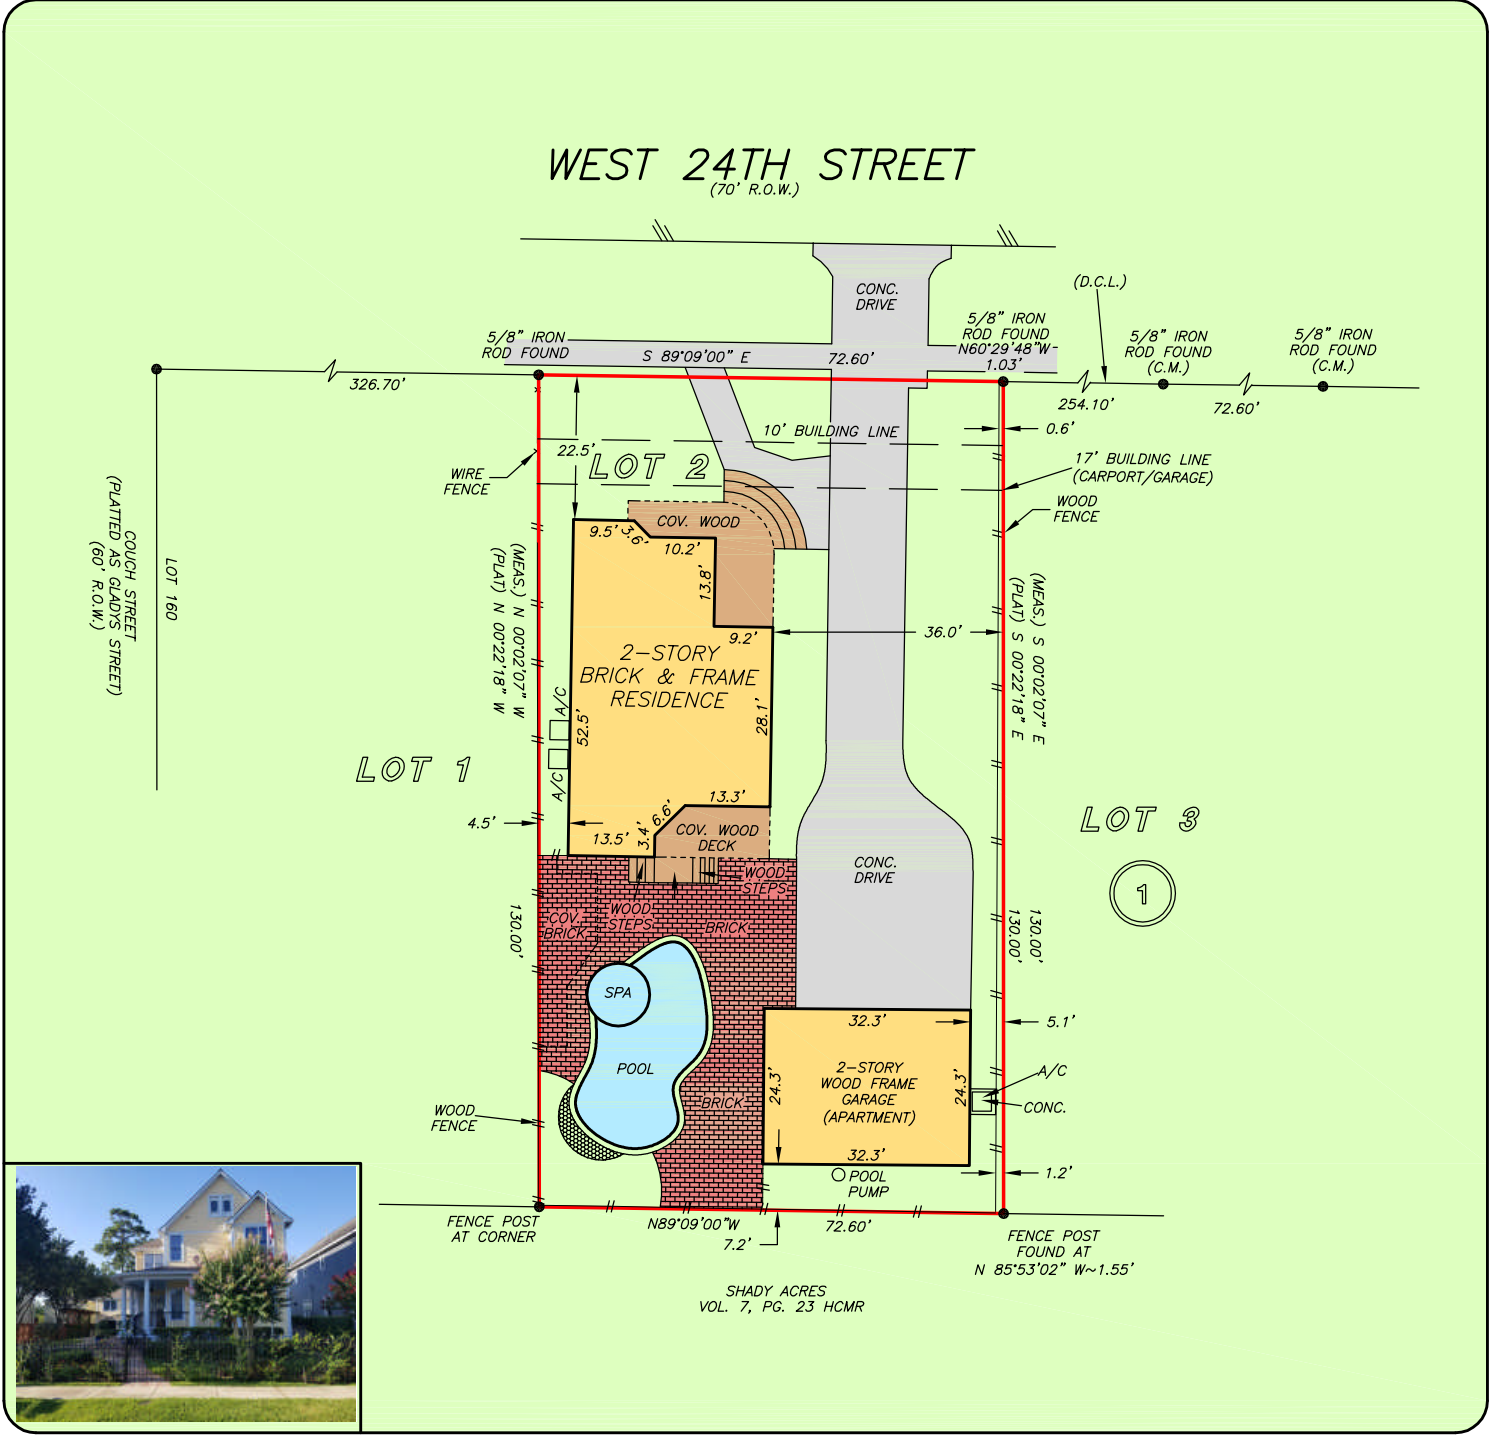 WEST 24TH STREET
(70' R.O.W.)
CONC.
DRIVE
(D.C.L.)
5/8" IRON
ROD FOUND
5/8" IRON
ROD FOUND
N60°29'48"W
1.03'
5/8" IRON
ROD FOUND
(C.M.)
5/8" IRON
ROD FOUND
(C.M.)
S 89°09'00" E
72.60'
326.70'
254.10'
72.60'
10' BUILDING LINE
0.6'
22.5'
LOT 2
WIRE
FENCE
17' BUILDING LINE
(CARPORT/GARAGE)
WOOD
FENCE
COV. WOOD
9.5'
3.6'
10.2'
13.8'
9.2'
36.0'
COUCH STREET
(PLATTED AS GLADYS STREET)
(60' R.O.W.)
LOT 160
(MEAS.) N 00°02'07" W
(PLAT) N 00°22'18" W
(MEAS.) S 00°02'07" E
(PLAT) S 00°22'18" E
2-STORY
BRICK & FRAME
RESIDENCE
A/C
A/C
52.5'
28.1'
LOT 1
LOT 3
1
4.5'
13.5'
3.4'
6.6'
13.3'
COV. WOOD
DECK
WOOD
STEPS
WOOD
STEPS
CONC.
DRIVE
COV.
BRICK
BRICK
130.00'
130.00'
130.00'
SPA
POOL
32.3'
5.1'
2-STORY
WOOD FRAME
GARAGE
(APARTMENT)
24.3'
24.3'
A/C
CONC.
BRICK
WOOD
FENCE
32.3'
POOL
PUMP
1.2'
FENCE POST
AT CORNER
N89°09'00"W
72.60'
7.2'
FENCE POST
FOUND AT
N 85°53'02" W~1.55'
SHADY ACRES
VOL. 7, PG. 23 HCMR